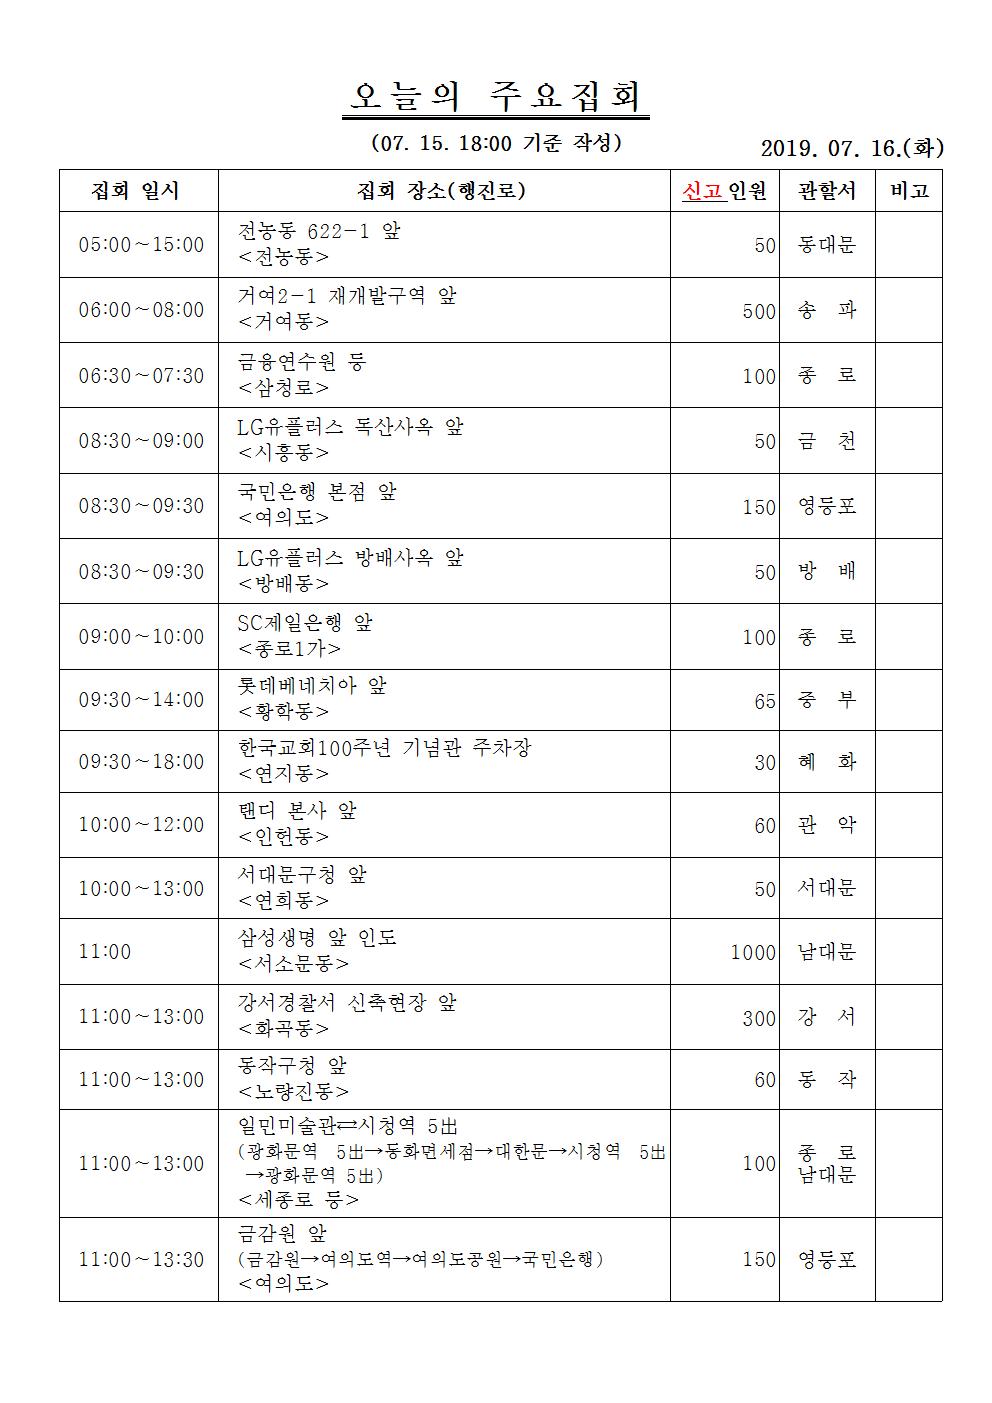 오늘의 주요집회
(07. 15. 18:00 기준 작성)
2019. 07. 16.(화)
집회 일시 집회 장소(행진로) 신고인원 관할서 비고
05:00~15:00 전농동 622-1 앞 50 동대문
<전농동>
06:00~08:00 거여2-1 재개발구역 앞 500 송 파
<거여동>
06:30~07:30 금융연수원 등 100 종 로
<삼청로>
08:30~09:00 LG유플러스 독산사옥 앞 50 금 천
<시흥동>
08:30~09:30 국민은행 본점 앞 150 영등포
<여의도>
08:30~09:30 LG유플러스 방배사옥 앞 50 방 배
<방배동>
09:00~10:00 SC제일은행 앞 100 종 로
<종로1가>
09:30~14:00 롯데베네치아 앞 65 중 부
<황학동>
09:30~18:00 한국교회100주년 기념관 주차장 30 혜 화
<연지동>
10:00~12:00 탠디 본사 앞 60 관 악
<인헌동>
10:00~13:00 서대문구청 앞 50 서대문
<연희동>
11:00 삼성생명 앞 인도 1000 남대문
<서소문동>
11:00~13:00 강서경찰서 신축현장 앞 300 강 서
<화곡동>
11:00~13:00 동작구청 앞 60 동 작
<노량진동>
11:00~13:00 일민미술관⇄시청역 5出 100 종 로
(광화문역 5出→동화면세점→대한문→시청역 5出 남대문
→광화문역 5出)
<세종로 등>
11:00~13:30 금감원 앞 150 영등포
(금감원→여의도역→여의도공원→국민은행)
<여의도>